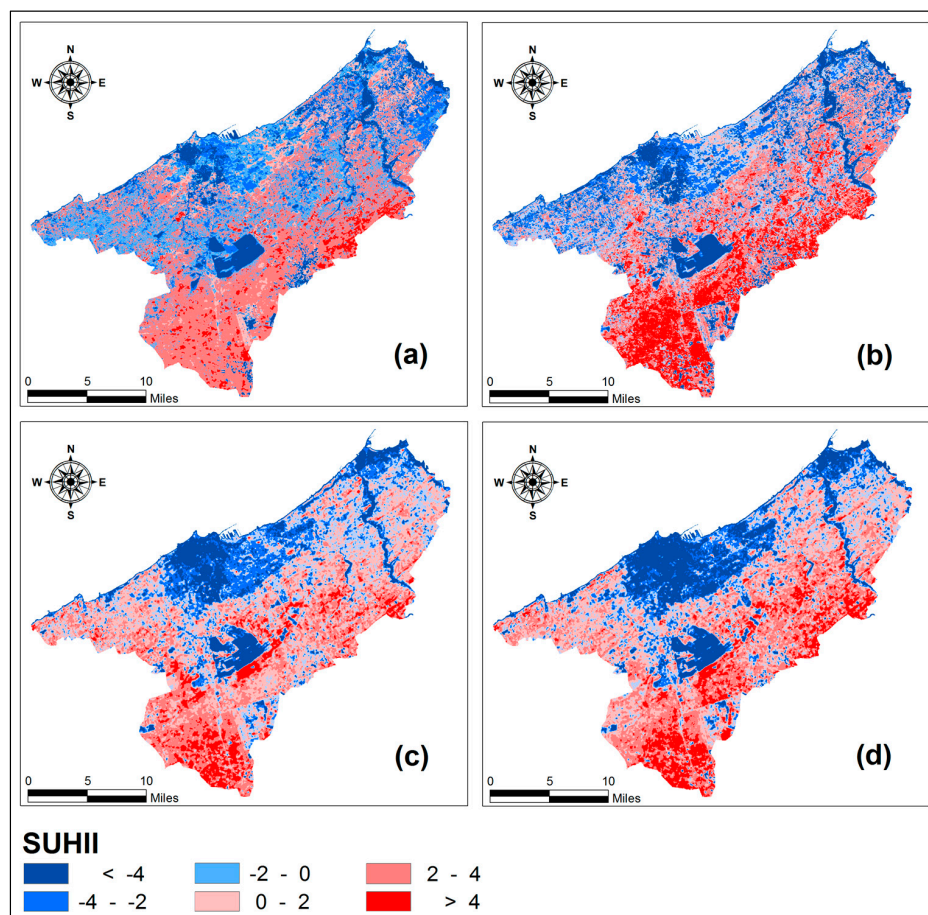 N
W E
S
(a)
0 5 10
Miles
N
W E
S
(b)
0 5 10
Miles
N
W E
S
(c)
0 5 10
Miles
N
W E
S
(d)
0 5 10
Miles
SUHII
< -4
-2 - 0
2 - 4
-4 - -2
0 - 2
> 4